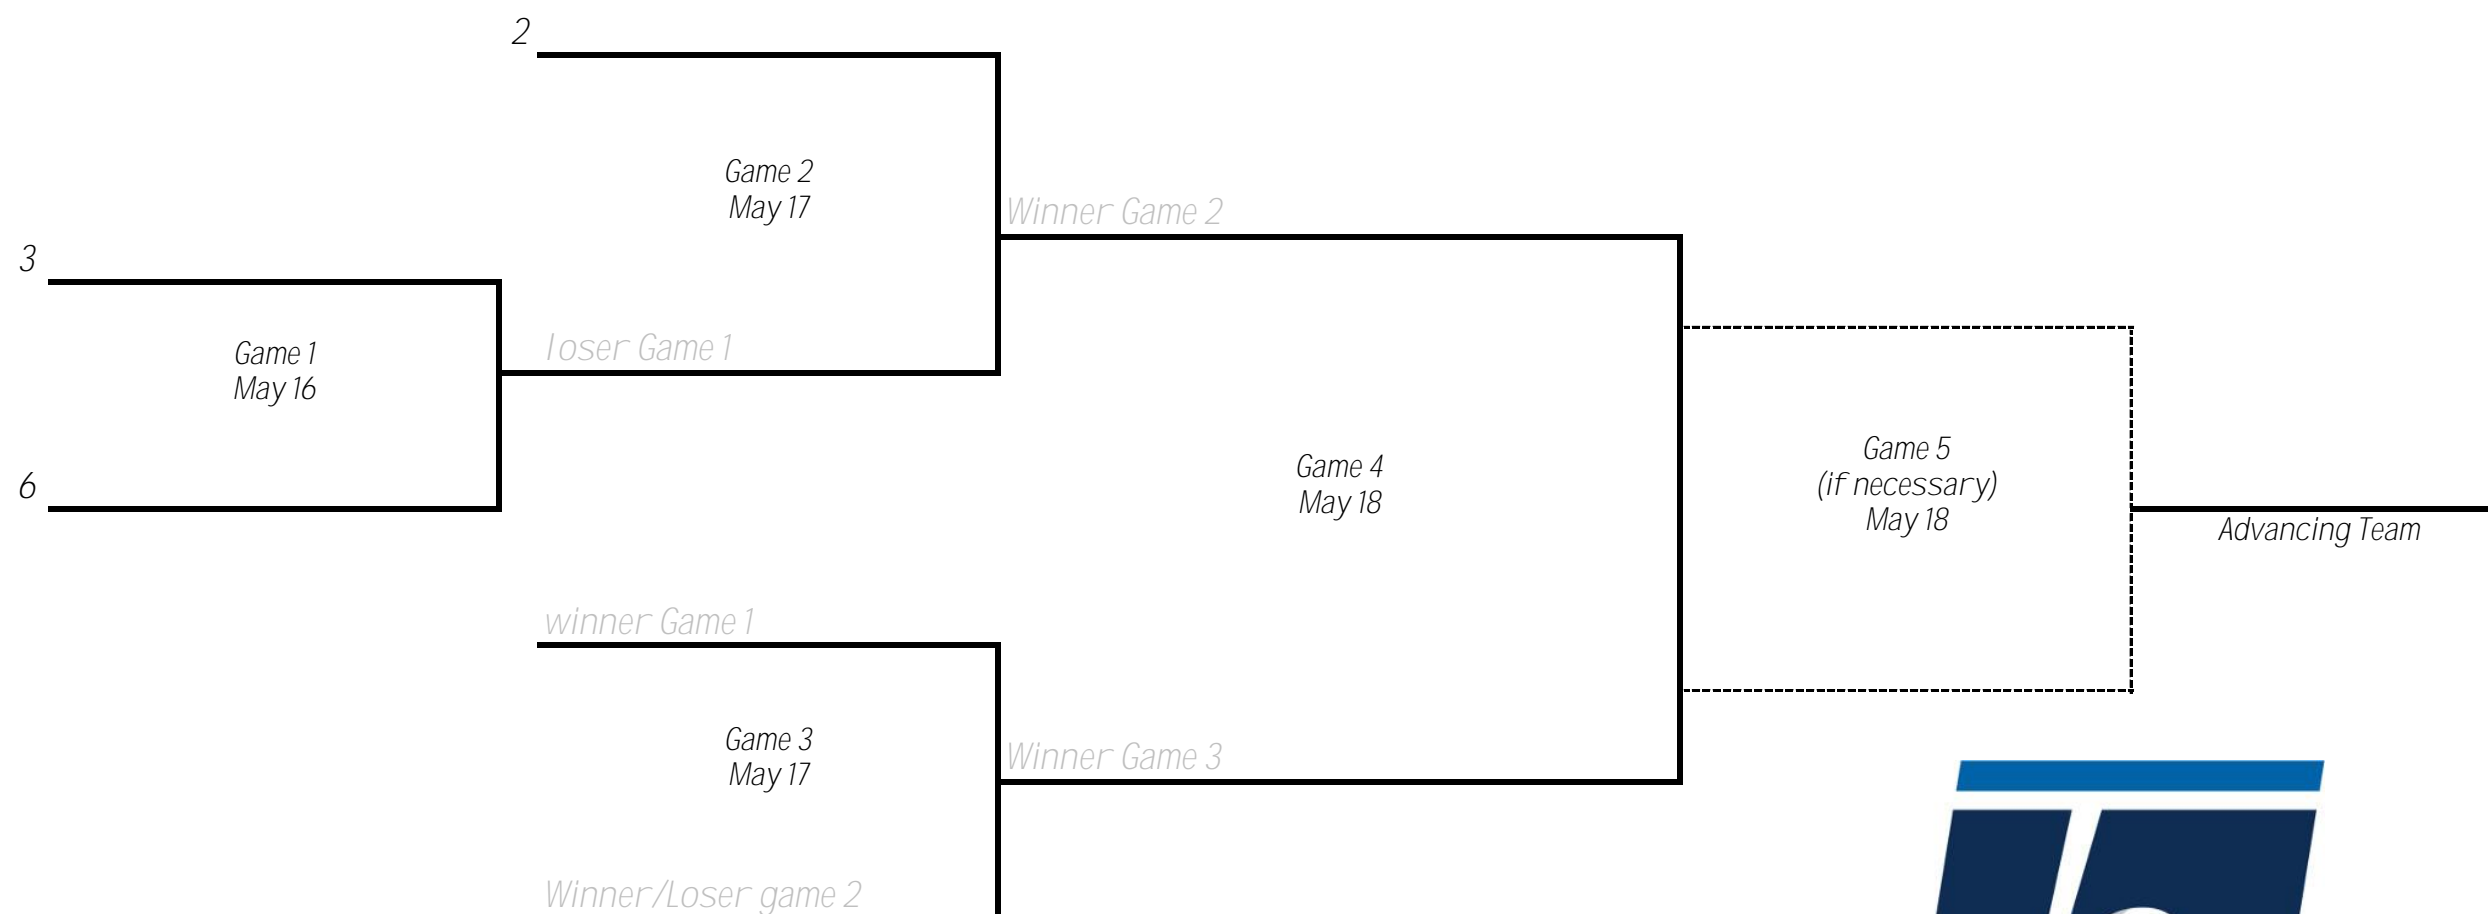 2
Game 2
May 17
Winner Game 2
3
Game 1
May 16
loser Game 1
6
Game 4
May 18
Game 5
(if necessary)
May 18
Advancing Team
winner Game 1
Game 3
May 17
Winner Game 3
Winner/Loser game 2